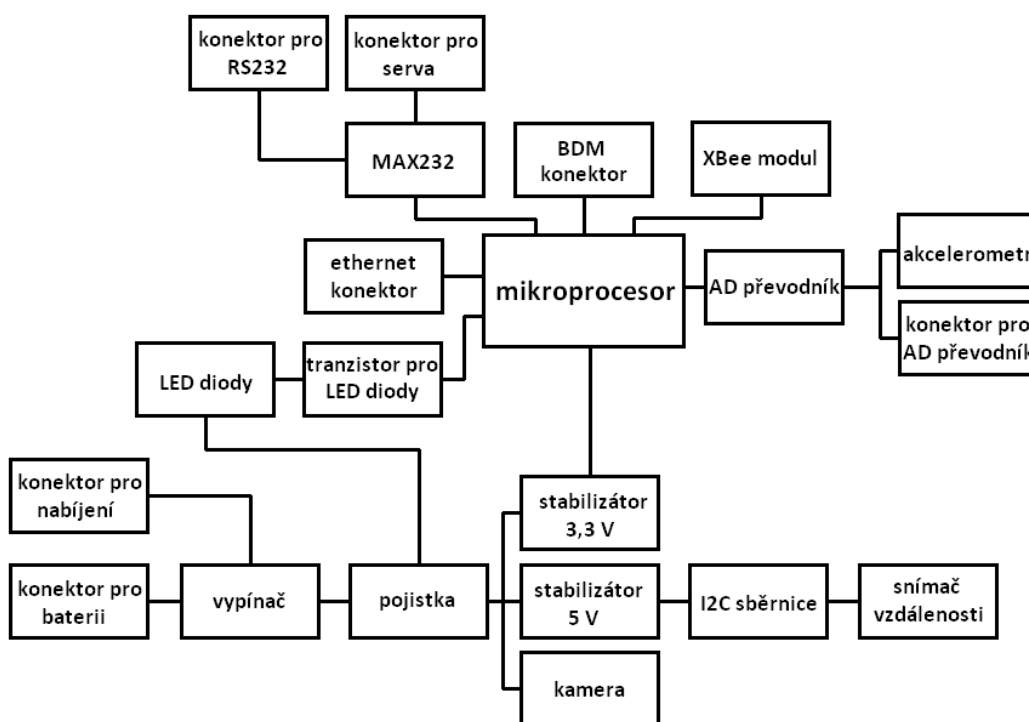 konektor pro
RS232
konektor pro
serva
MAX232
BDM
konektor
XBee modul
ethernet
konektor
mikroprocesor
AD převodník
akcelerometr
konektor pro
AD převodník
LED diody
tranzistor pro
LED diody
konektor pro
nabíjení
stabilizátor
3,3 V
konektor pro
baterii
vypínač
pojistka
stabilizátor
5 V
I2C sběrnice
snímač
vzdálenosti
kamera